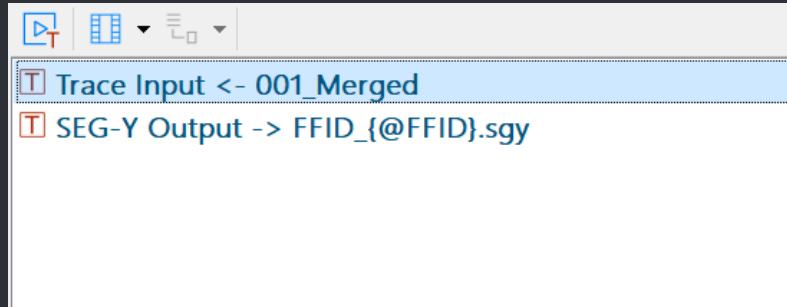 T Trace Input <- 001_Merged
T SEG-Y Output -> FFID_{@FFID}.sgy